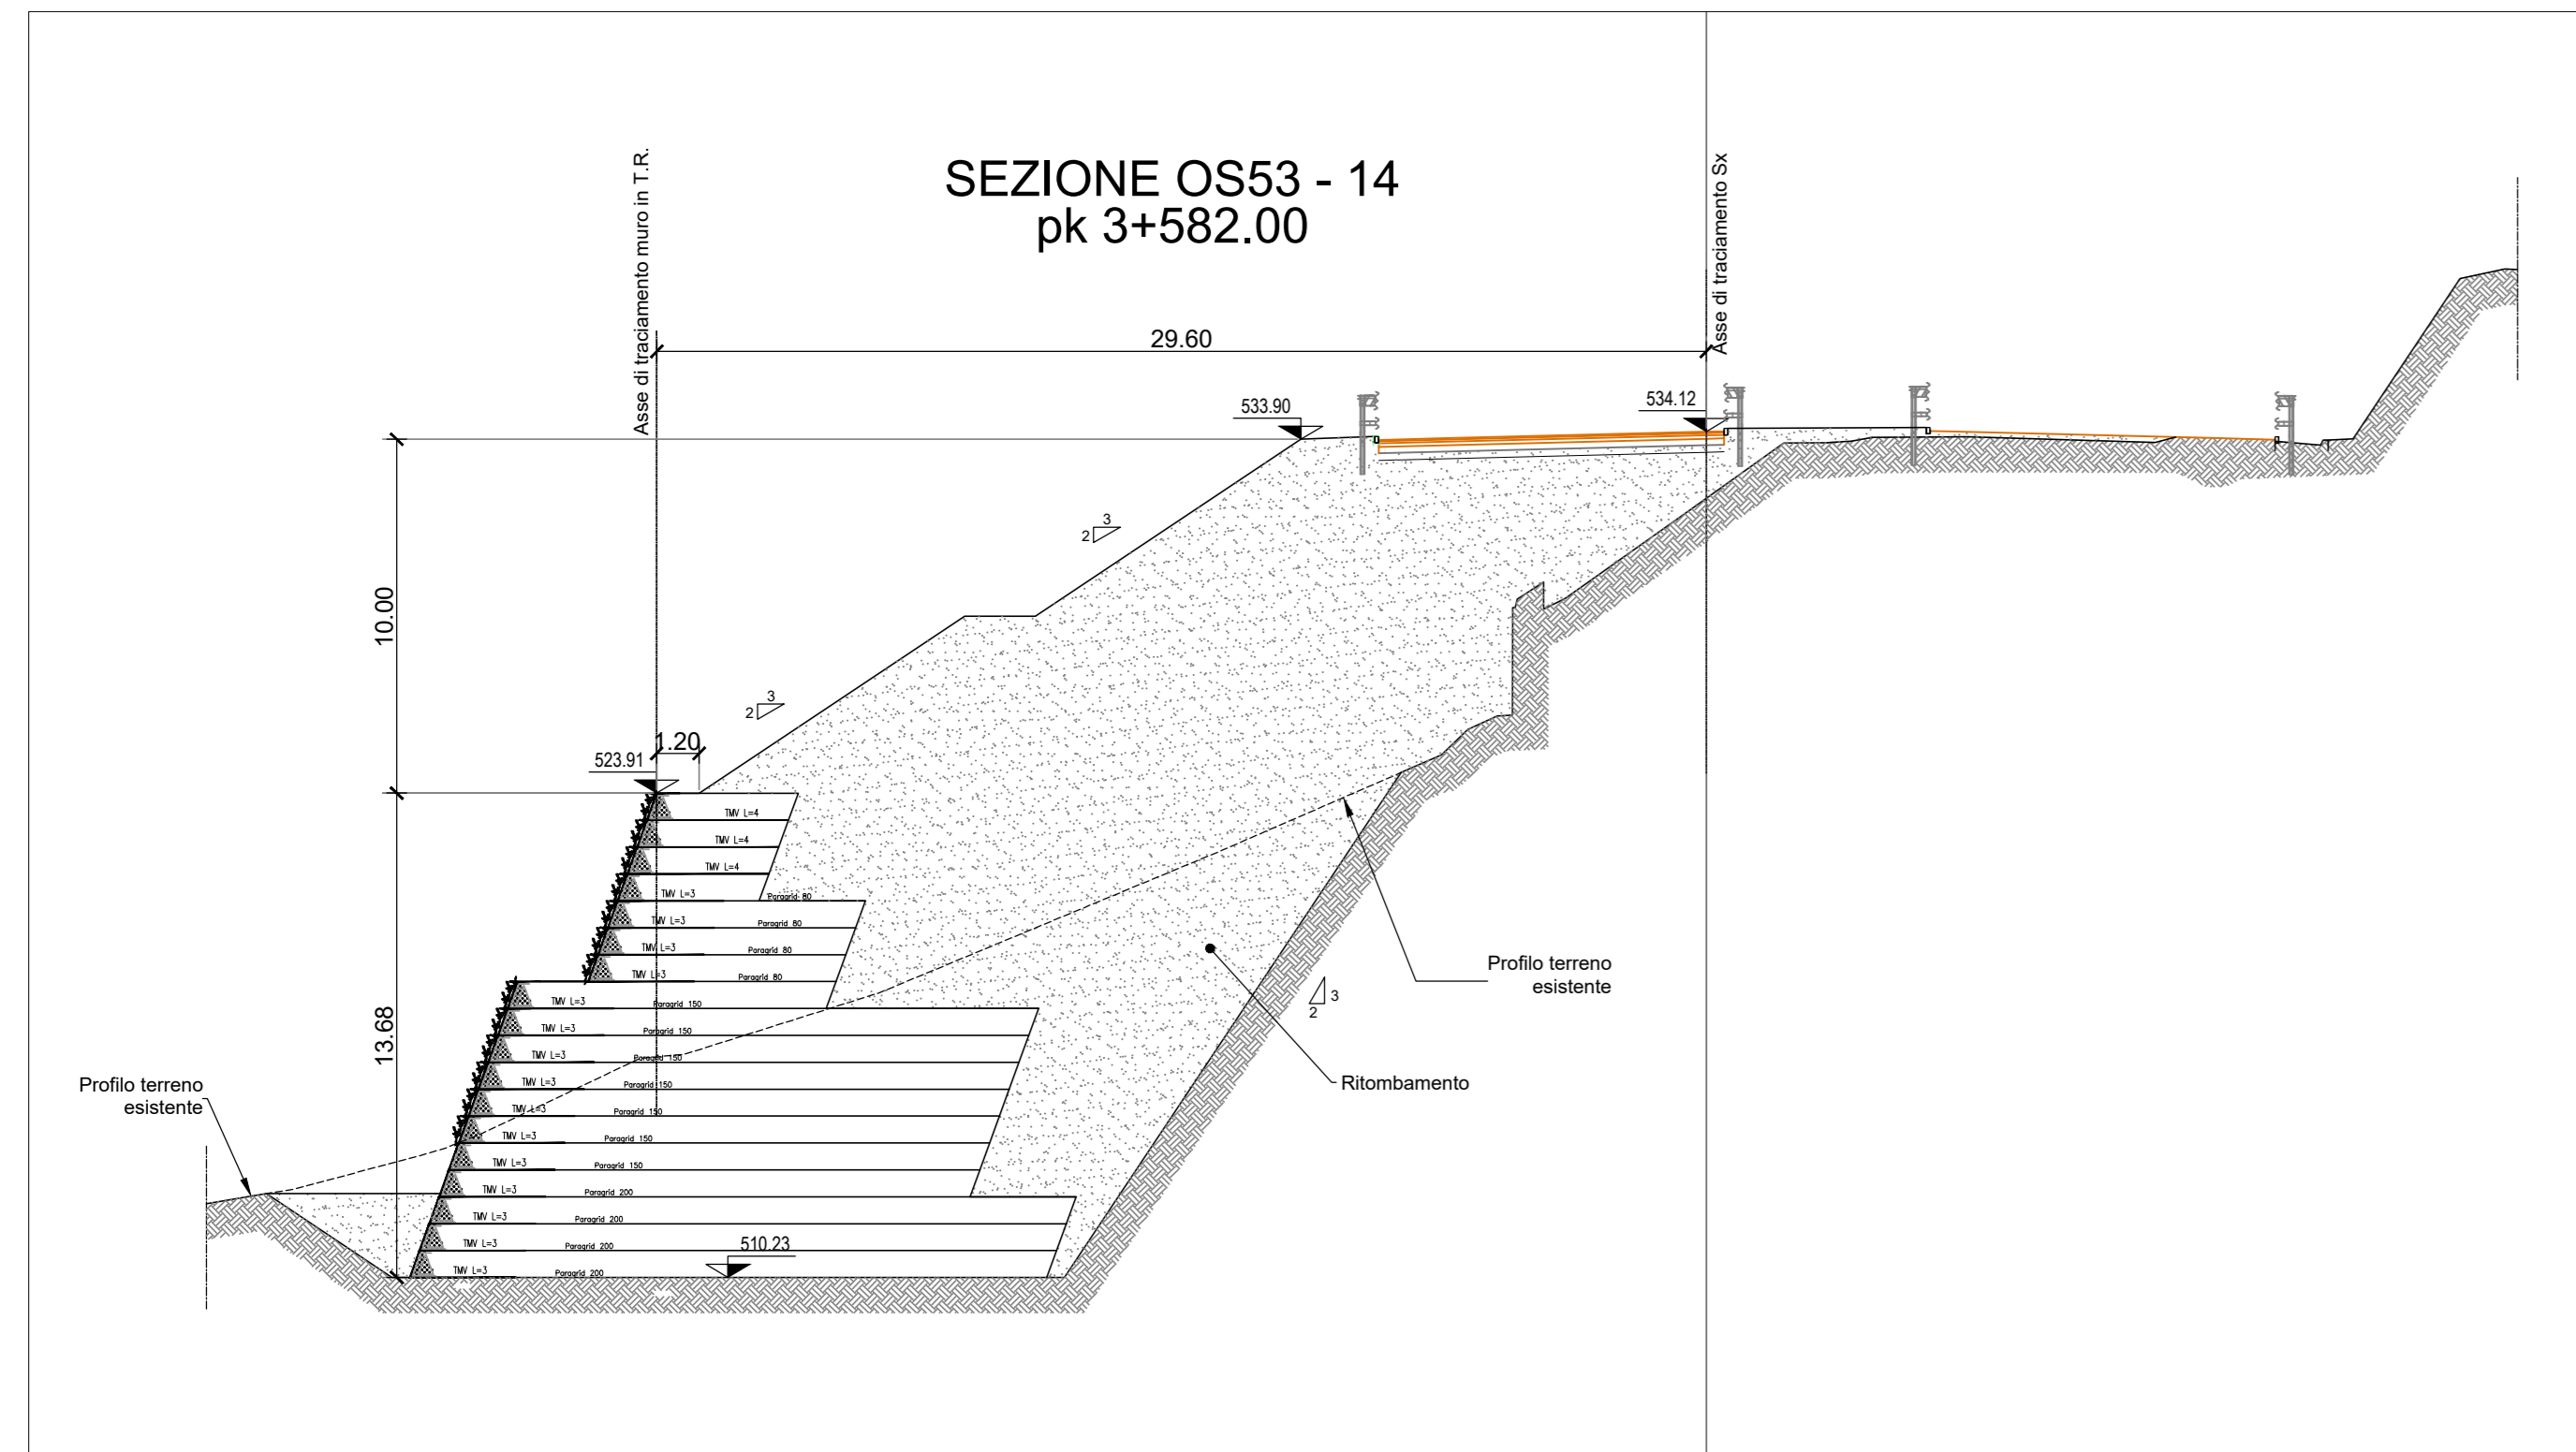 SEZIONE OS53 - 14
pk 3+582.00
Asse di traciamento muro in T.R.
Asse di traciamento Sx
29.60
533.90
534.12
10.00
3
2
3
2
1.20
523.91
TMV L=4
TMV L=4
TMV L=4
TMV L=3 Paragrid 80
TMV L=3 Paragrid 80
TMV L=3 Paragrid 80
TMV L=3 Paragrid 80
TMV L=3 Paragrid 150
TMV L=3 Paragrid 150
TMV L=3 Paragrid 150
TMV L=3 Paragrid 150
TMV L=3 Paragrid 150
TMV L=3 Paragrid 150
TMV L=3 Paragrid 150
TMV L=3 Paragrid 200
TMV L=3 Paragrid 200
TMV L=3 Paragrid 200
TMV L=3 Paragrid 200
13.68
510.23
3
2
Profilo terreno
esistente
Ritombamento
Profilo terreno
esistente